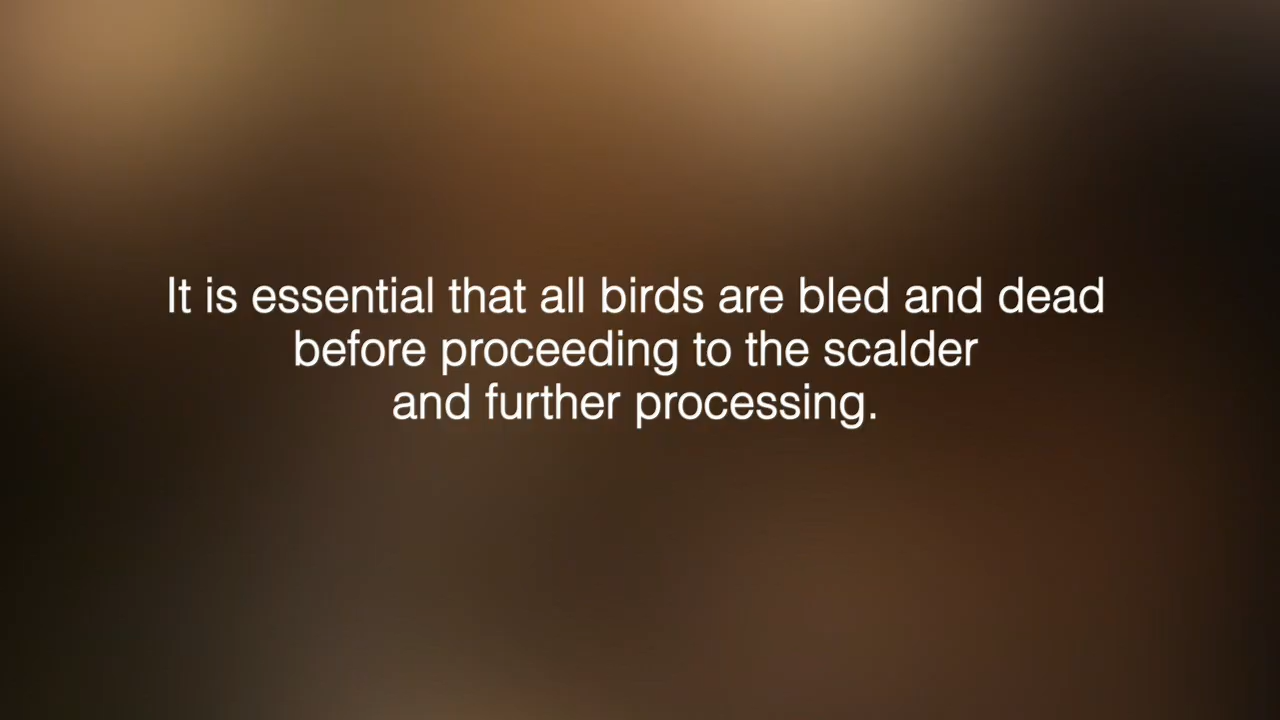 It is essential that all birds are bled and dead
before proceeding to the scalder
and further processing.